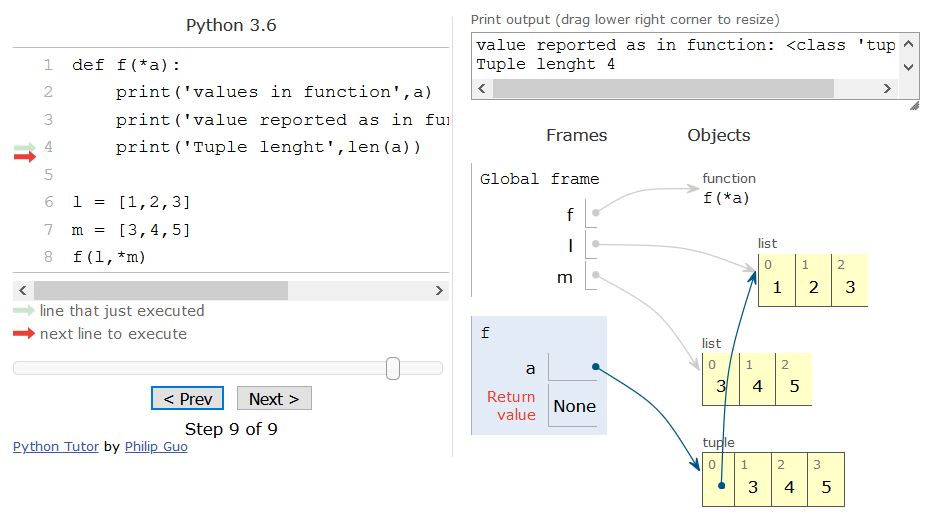 Python 3.6
1 def f(*a):
2 print('values in function',a)
3 print('value reported as in fu
4 print('Tuple lenght',len(a))
5
6 l = [1,2,3]
7 m = [3,4,5]
8 f(l,*m)
line that just executed
next line to execute
< Prev
Next >
Step 9 of 9
Python Tutor by Philip Guo
Print output (drag lower right corner to resize)
value reported as in function: <class 'tup
Tuple lenght 4
Frames
Objects
Global frame
f
l
m
function
f(*a)
list
0 1 2
1 2 3
list
0 1 2
3 4 5
f
a
Return
value
None
tuple
0 1 2 3
3 4 5